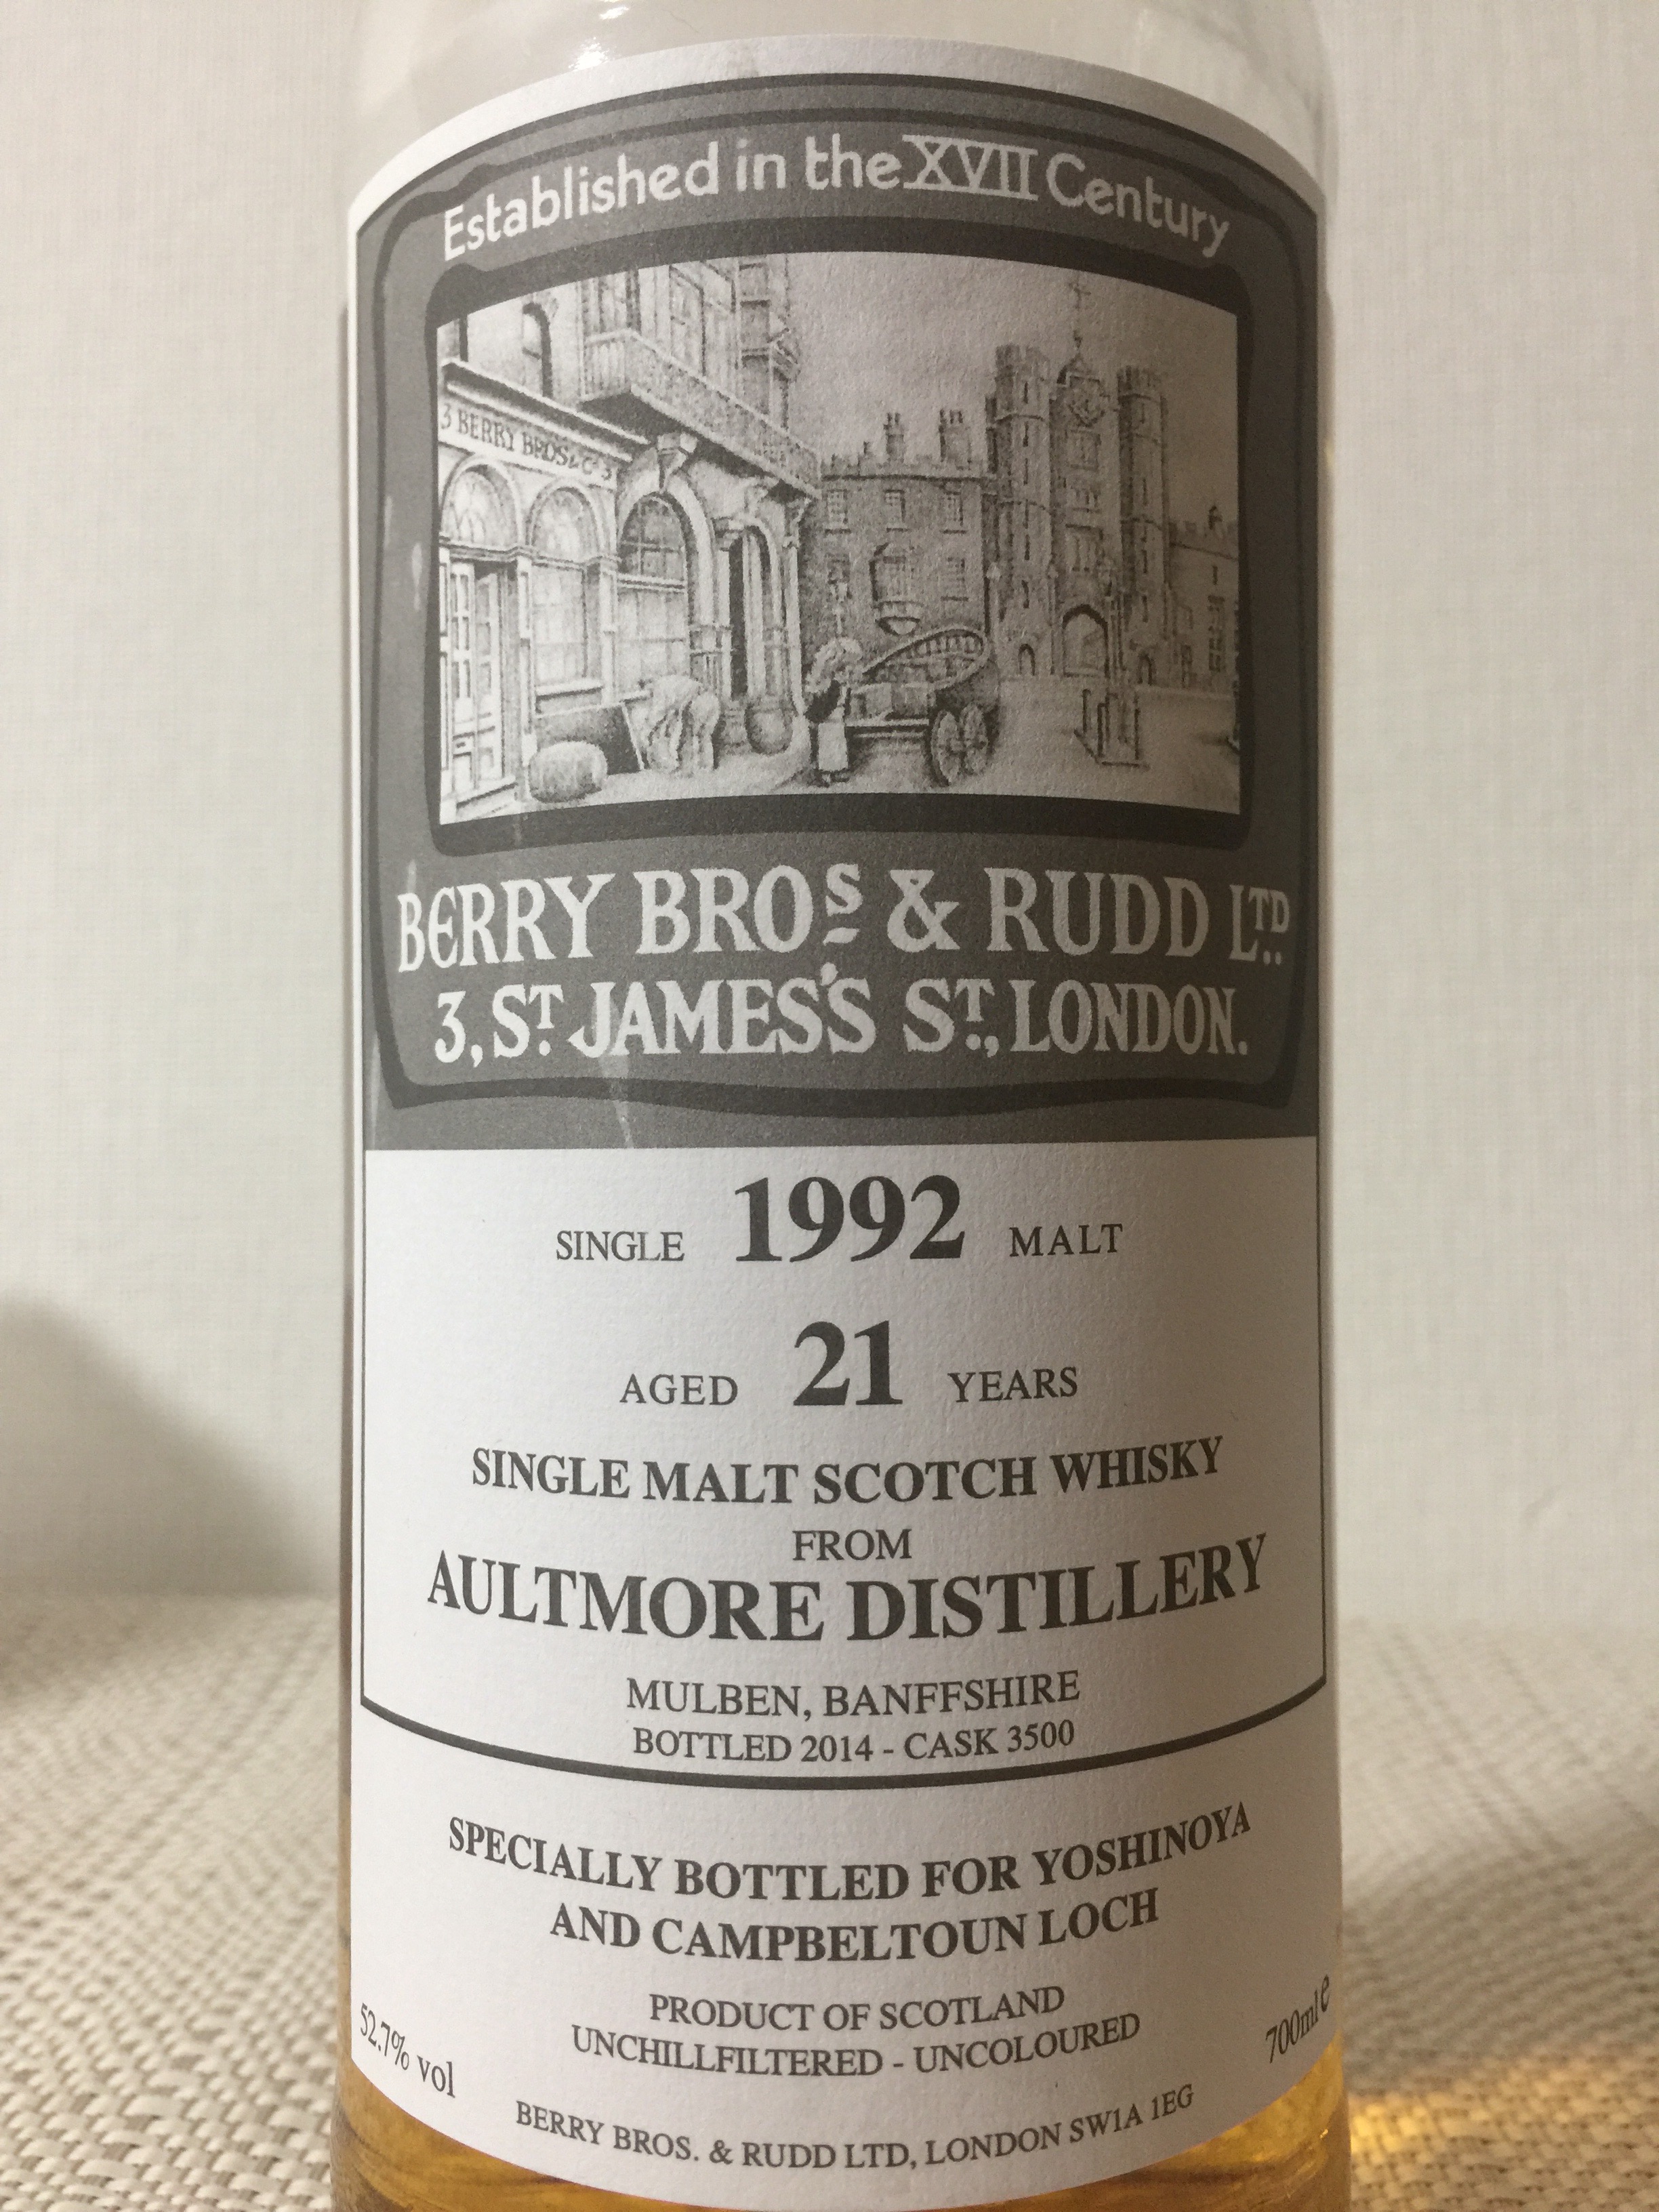 Established in the XVII Century
3 BERRY BROS & Co 3
BERRY BROS & RUDD LTD.
3, ST. JAMES'S ST., LONDON.
SINGLE 1992 MALT
AGED 21 YEARS
SINGLE MALT SCOTCH WHISKY
FROM
AULTMORE DISTILLERY
MULBEN, BANFFSHIRE
BOTTLED 2014 - CASK 3500
SPECIALLY BOTTLED FOR YOSHINOYA
AND CAMPBELTOUN LOCH
PRODUCT OF SCOTLAND
UNCHILLFILTERED - UNCOLOURED
52.7% vol
700ml e
BERRY BROS. & RUDD LTD, LONDON SW1A 1EG